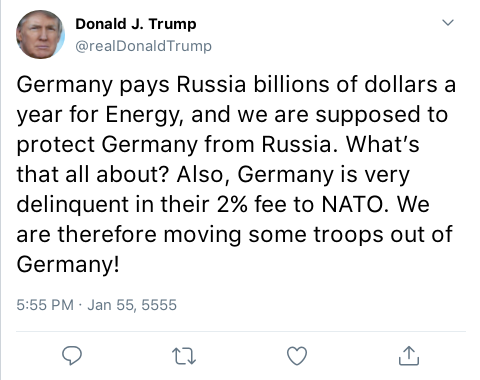 Donald J. Trump
@realDonaldTrump
Germany pays Russia billions of dollars a
year for Energy, and we are supposed to
protect Germany from Russia. What’s
that all about? Also, Germany is very
delinquent in their 2% fee to NATO. We
are therefore moving some troops out of
Germany!
5:55 PM · Jan 55, 5555